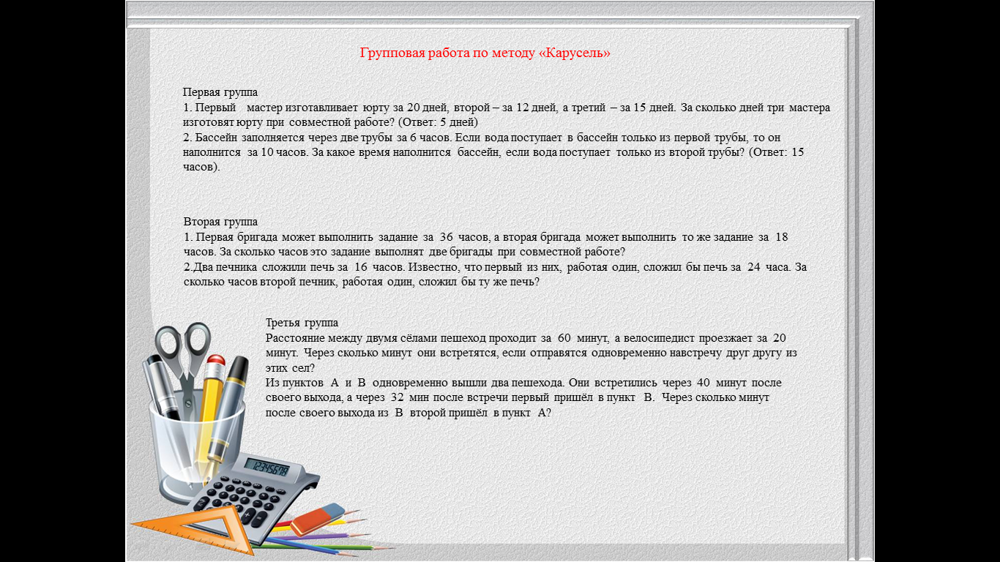 Групповая работа по методу «Карусель»
Первая группа
1. Первый мастер изготавливает юрту за 20 дней, второй – за 12 дней, а третий – за 15 дней. За сколько дней три мастера
изготовят юрту при совместной работе? (Ответ: 5 дней)
2. Бассейн заполняется через две трубы за 6 часов. Если вода поступает в бассейн только из первой трубы, то он
наполнится за 10 часов. За какое время наполнится бассейн, если вода поступает только из второй трубы? (Ответ: 15
часов).
Вторая группа
1. Первая бригада может выполнить задание за 36 часов, а вторая бригада может выполнить то же задание за 18
часов. За сколько часов это задание выполнят две бригады при совместной работе?
2.Два печника сложили печь за 16 часов. Известно, что первый из них, работая один, сложил бы печь за 24 часа. За
сколько часов второй печник, работая один, сложил бы ту же печь?
Третья группа
Расстояние между двумя сёлами пешеход проходит за 60 минут, а велосипедист проезжает за 20
минут. Через сколько минут они встретятся, если отправятся одновременно навстречу друг другу из
этих сел?
Из пунктов А и В одновременно вышли два пешехода. Они встретились через 40 минут после
своего выхода, а через 32 мин после встречи первый пришёл в пункт В. Через сколько минут
после своего выхода из В второй пришёл в пункт А?
12345678